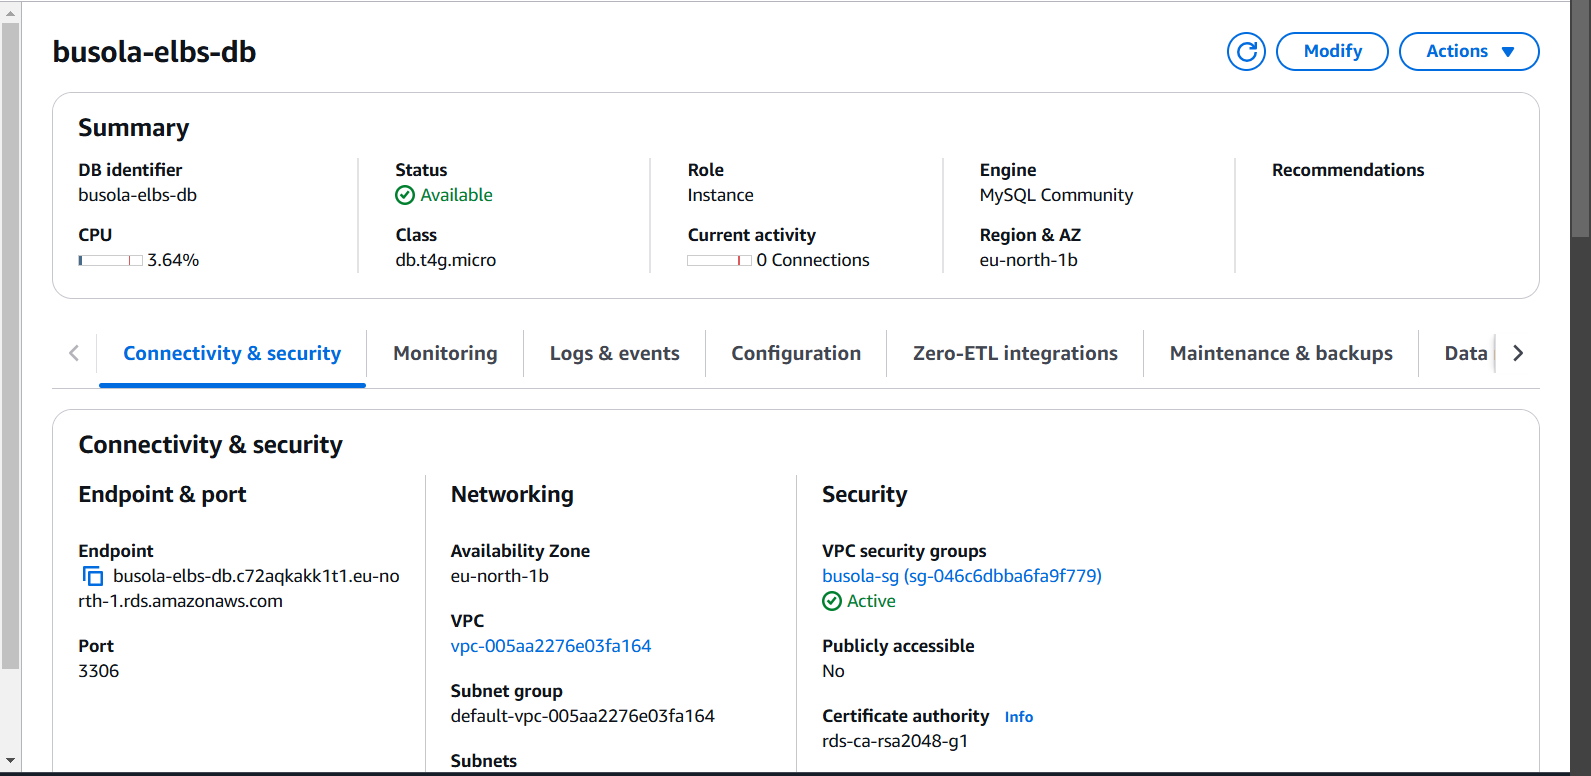 busola-elbs-db
Modify
Actions
Summary
DB identifier
busola-elbs-db
Status
Available
Role
Instance
Engine
MySQL Community
Recommendations
CPU
3.64%
Class
db.t4g.micro
Current activity
0 Connections
Region & AZ
eu-north-1b
Connectivity & security
Monitoring
Logs & events
Configuration
Zero-ETL integrations
Maintenance & backups
Data
Connectivity & security
Endpoint & port
Endpoint
busola-elbs-db.c72aqkakk1t1.eu-no
rth-1.rds.amazonaws.com
Port
3306
Networking
Availability Zone
eu-north-1b
VPC
vpc-005aa2276e03fa164
Subnet group
default-vpc-005aa2276e03fa164
Subnets
Security
VPC security groups
busola-sg (sg-046c6dbba6fa9f779)
Active
Publicly accessible
No
Certificate authority Info
rds-ca-rsa2048-g1